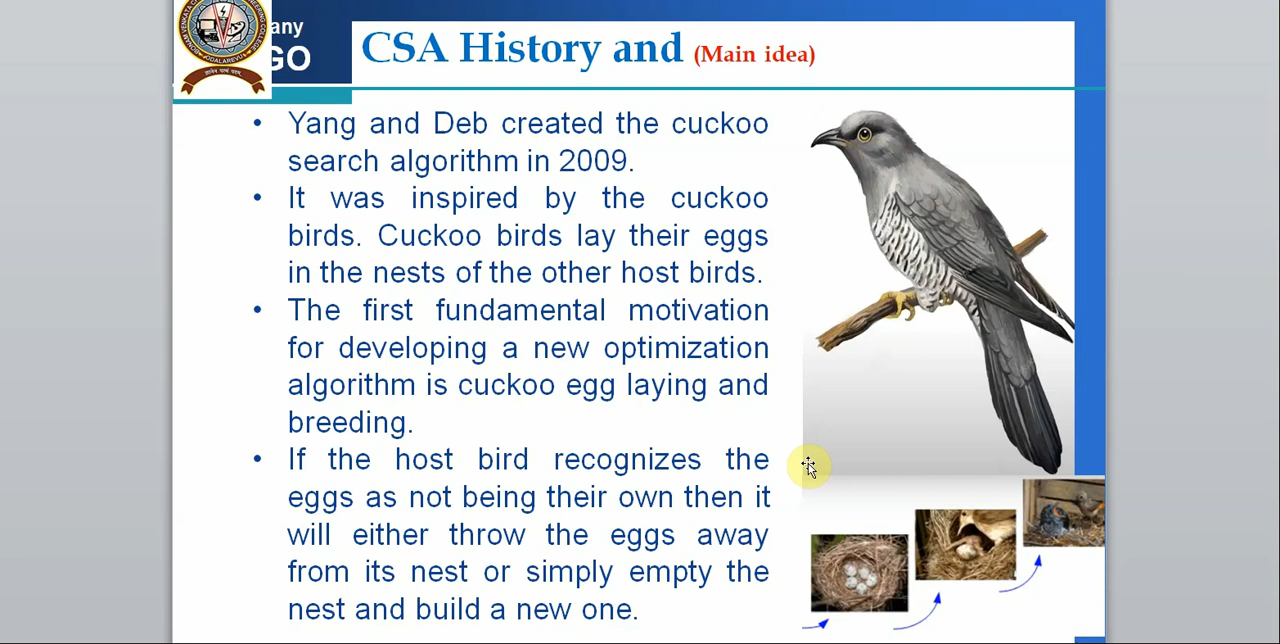 any
GO
CSA History and (Main idea)
• Yang and Deb created the cuckoo
search algorithm in 2009.
• It was inspired by the cuckoo
birds. Cuckoo birds lay their eggs
in the nests of the other host birds.
• The first fundamental motivation
for developing a new optimization
algorithm is cuckoo egg laying and
breeding.
• If the host bird recognizes the
eggs as not being their own then it
will either throw the eggs away
from its nest or simply empty the
nest and build a new one.